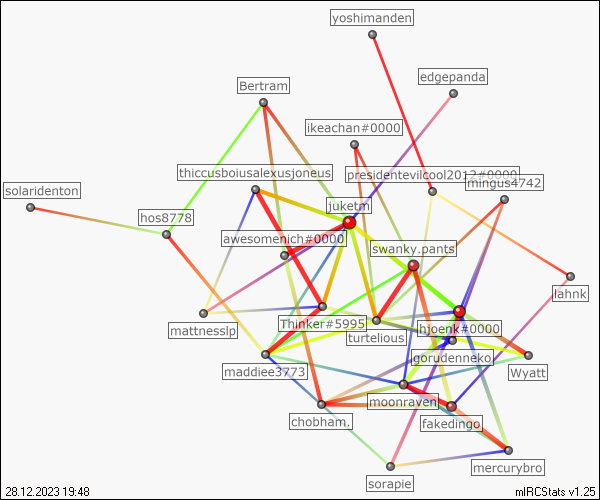 yoshimanden
edgepanda
Bertram
ikeachan#0000
thiccusboiusalexusjoneus
presidentevilcool2012#0000
mingus4742
solaridenton
juketm
hos8778
awesomenich#0000
swanky.pants
lahnk
mattnesslp
Thinker#5995
hjoenk#0000
turtelious
gorudenneko
maddiee3773
Wyatt
moonraven
chobham.
fakedingo
mercurybro
sorapie
28.12.2023 19:48
mIRCStats v1.25